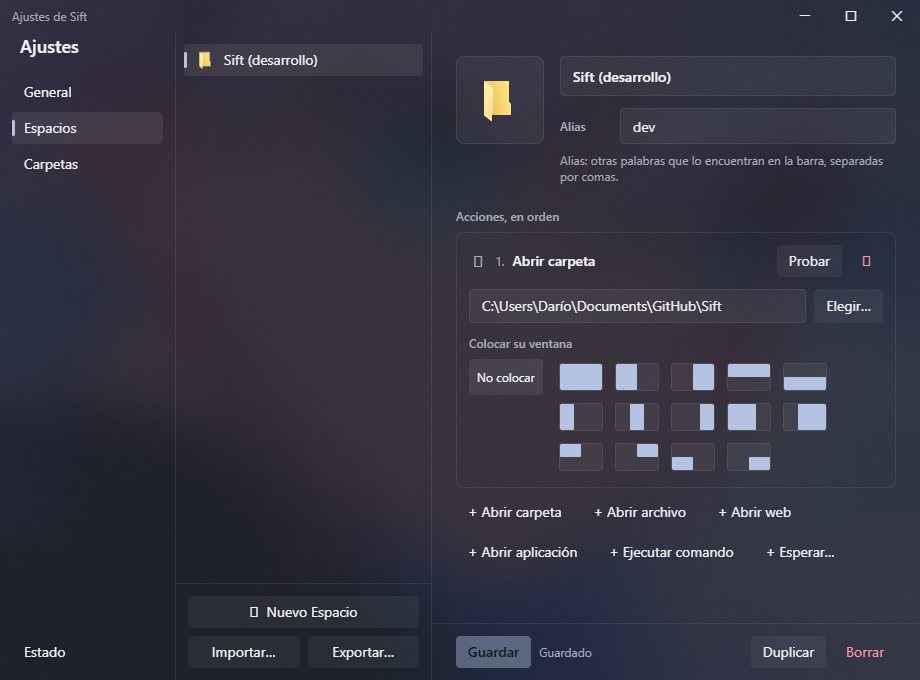 Ajustes de Sift
Ajustes
General
Espacios
Carpetas
Estado
Sift (desarrollo)
Nuevo Espacio
Importar...
Exportar...
Sift (desarrollo)
Alias
dev
Alias: otras palabras que lo encuentran en la barra, separadas
por comas.
Acciones, en orden
1. Abrir carpeta
Probar
C:\Users\Darío\Documents\GitHub\Sift
Elegir...
Colocar su ventana
No colocar
+ Abrir carpeta
+ Abrir archivo
+ Abrir web
+ Abrir aplicación
+ Ejecutar comando
+ Esperar...
Guardar
Guardado
Duplicar
Borrar